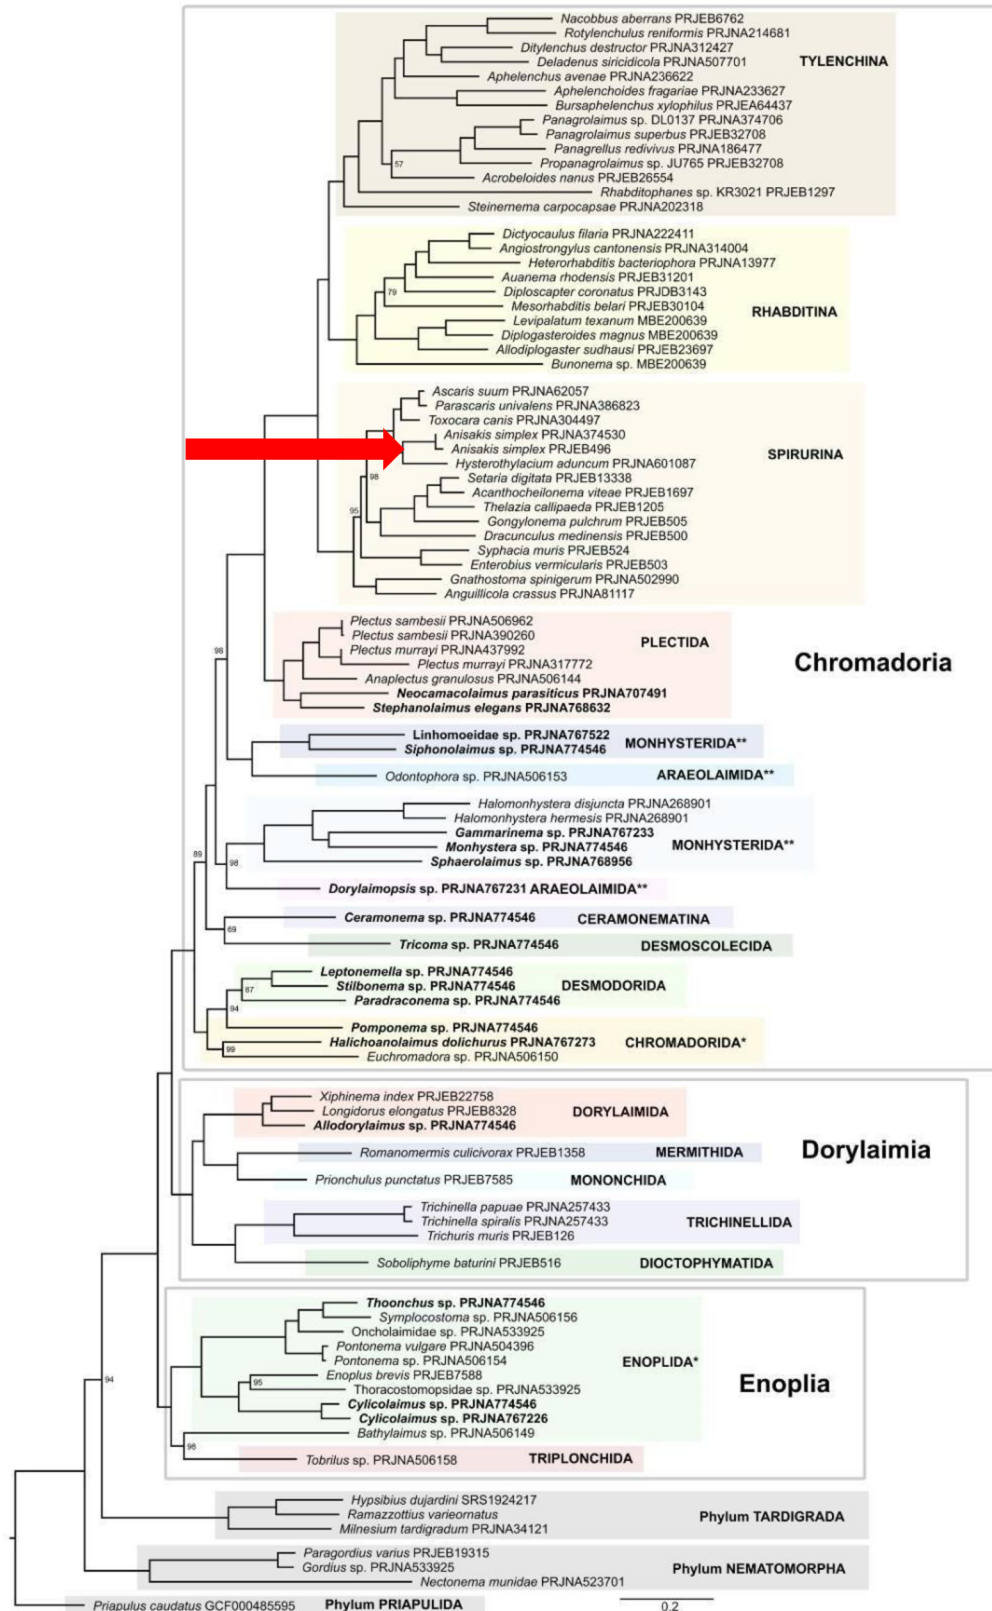 Nacobbus aberrans PRJEB6762
Rotylenchulus reniformis PRJNA214681
Ditylenchus destructor PRJNA312427
Deladenus siricidicola PRJNA507701
TYLENCHINA
Aphelenchus avenae PRJNA236622
Aphelenchoides fragariae PRJNA233627
Bursaphelenchus xylophilus PRJEA64437
Panagrolaimus sp. DL0137 PRJNA374706
Panagrolaimus superbus PRJEB32708
Panagrellus redivivus PRJNA186477
57
Propanagrolaimus sp. JU765 PRJEB32708
Acrobeloides nanus PRJEB26554
Rhabditophanes sp. KR3021 PRJEB1297
Steinernema carpocapsae PRJNA202318
Dictyocaulus filaria PRJNA222411
Angiostrongylus cantonensis PRJNA314004
Heterorhabditis bacteriophora PRJNA13977
Auanema rhodensis PRJEB31201
79
Diploscapter coronatus PRJDB3143
Mesorhabditis belari PRJEB30104
RHABDITINA
Levipalatum texanum MBE200639
Diplogasteroides magnus MBE200639
Allodiplogaster sudhausi PRJEB23697
Bunonema sp. MBE200639
Ascaris suum PRJNA62057
Parascaris univalens PRJNA386823
Toxocara canis PRJNA304497
Anisakis simplex PRJNA374530
Anisakis simplex PRJEB496
SPIRURINA
Hysterothylacium aduncum PRJNA601087
98
Setaria digitata PRJEB13338
Acanthocheilonema viteae PRJEB1697
Thelazia callipaeda PRJEB1205
95
Gongylonema pulchrum PRJEB505
Dracunculus medinensis PRJEB500
Syphacia muris PRJEB524
Enterobius vermicularis PRJEB503
Gnathostoma spinigerum PRJNA502990
Anguillicola crassus PRJNA81117
Plectus sambesii PRJNA506962
Plectus sambesii PRJNA390260
PLECTIDA
Plectus murrayi PRJNA437992
98
Plectus murrayi PRJNA317772
Chromadoria
Anaplectus granulosus PRJNA506144
Neocamacolaimus parasiticus PRJNA707491
Stephanolaimus elegans PRJNA768632
Linhomoeidae sp. PRJNA767522
MONHYSTERIDA**
Siphonolaimus sp. PRJNA774546
Odontophora sp. PRJNA506153 ARAEOLAIMIDA**
Halomonhystera disjuncta PRJNA268901
Halomonhystera hermesis PRJNA268901
Gammarinema sp. PRJNA767233
Monhystera sp. PRJNA774546
MONHYSTERIDA**
89
98
Sphaerolaimus sp. PRJNA768956
Dorylaimopsis sp. PRJNA767231 ARAEOLAIMIDA**
Ceramonema sp. PRJNA774546 CERAMONEMATINA
69
Tricoma sp. PRJNA774546 DESMOSCOLECIDA
Leptonemella sp. PRJNA774546
87
Stilbonema sp. PRJNA774546
DESMODORIDA
Paradraconema sp. PRJNA774546
94
Pomponema sp. PRJNA774546
Halichoanolaimus dolichurus PRJNA767273 CHROMADORIDA*
99
Euchromadora sp. PRJNA506150
Xiphinema index PRJEB22758
Longidorus elongatus PRJEB8328
DORYLAIMIDA
Allodorylaimus sp. PRJNA774546
Dorylaimia
Romanomermis culicivorax PRJEB1358 MERMITHIDA
Prionchulus punctatus PRJEB7585 MONONCHIDA
Trichinella papuae PRJNA257433
Trichinella spiralis PRJNA257433
TRICHINELLIDA
Trichuris muris PRJEB126
Soboliphyme baturini PRJEB516 DIOCTOPHYMATIDA
Thoonchus sp. PRJNA774546
Symplocostoma sp. PRJNA506156
Oncholaimidae sp. PRJNA533925
Pontonema vulgare PRJNA504396
Pontonema sp. PRJNA506154
ENOPLIDA*
Enoplus brevis PRJEB7588
94
95
Enoplia
Thoracostomopsidae sp. PRJNA533925
Cylicolaimus sp. PRJNA774546
Cylicolaimus sp. PRJNA767226
Bathylaimus sp. PRJNA506149
98
Tobrilus sp. PRJNA506158 TRIPLONCHIDA
Hypsibius dujardini SRS1924217
Ramazzottius varieornatus
Phylum TARDIGRADA
Milnesium tardigradum PRJNA34121
Paragordius varius PRJEB19315
Gordius sp. PRJNA533925
Phylum NEMATOMORPHA
Nectonema munidae PRJNA523701
Priapulus caudatus GCF000485595 Phylum PRIAPULIDA
0.2